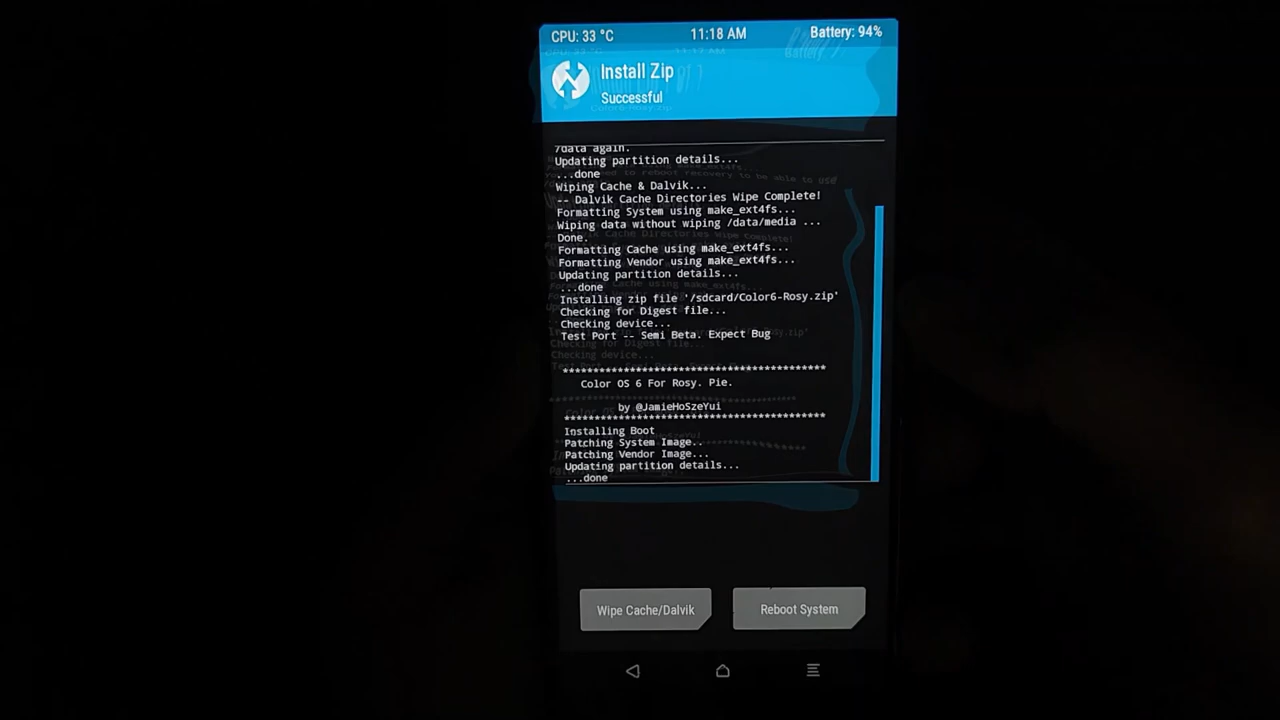 CPU: 33 °C 11:18 AM Battery: 94%
Install Zip
Successful
/data again.
Updating partition details...
...done
Wiping Cache & Dalvik...
-- Dalvik Cache Directories Wipe Complete!
Formatting System using make_ext4fs...
Wiping data without wiping /data/media ...
Done.
Formatting Cache using make_ext4fs...
Formatting Vendor using make_ext4fs...
Updating partition details...
...done
Installing zip file '/sdcard/Color6-Rosy.zip'
Checking for Digest file...
Checking device...
Test Port -- Semi Beta. Expect Bug
******************************************
Color OS 6 For Rosy. Pie.
by @JamieHoSzeYui
******************************************
Installing Boot
Patching System Image..
Patching Vendor Image...
Updating partition details...
...done
Wipe Cache/Dalvik
Reboot System